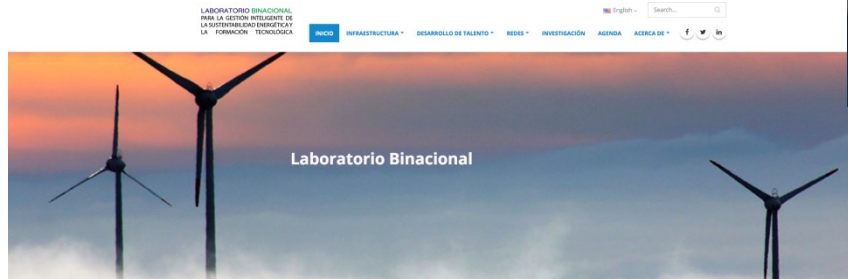 LABORATORIO BINACIONAL
PARA LA GESTIÓN INTELIGENTE DE
LA SUSTENTABILIDAD ENERGÉTICA Y
LA FORMACIÓN TECNOLÓGICA
English
Search...
INICIO INFRAESTRUCTURA DESARROLLO DE TALENTO REDES INVESTIGACIÓN AGENDA ACERCA DE
Laboratorio Binacional